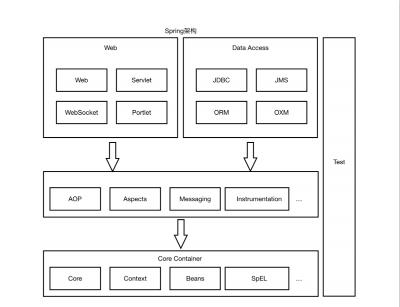 Spring架构
Web
Data Access
Web
Servlet
JDBC
JMS
WebSocket
Portlet
ORM
OXM
Test
AOP
Aspects
Messaging
Instrumentation
....
Core Container
Core
Context
Beans
SpEL
....